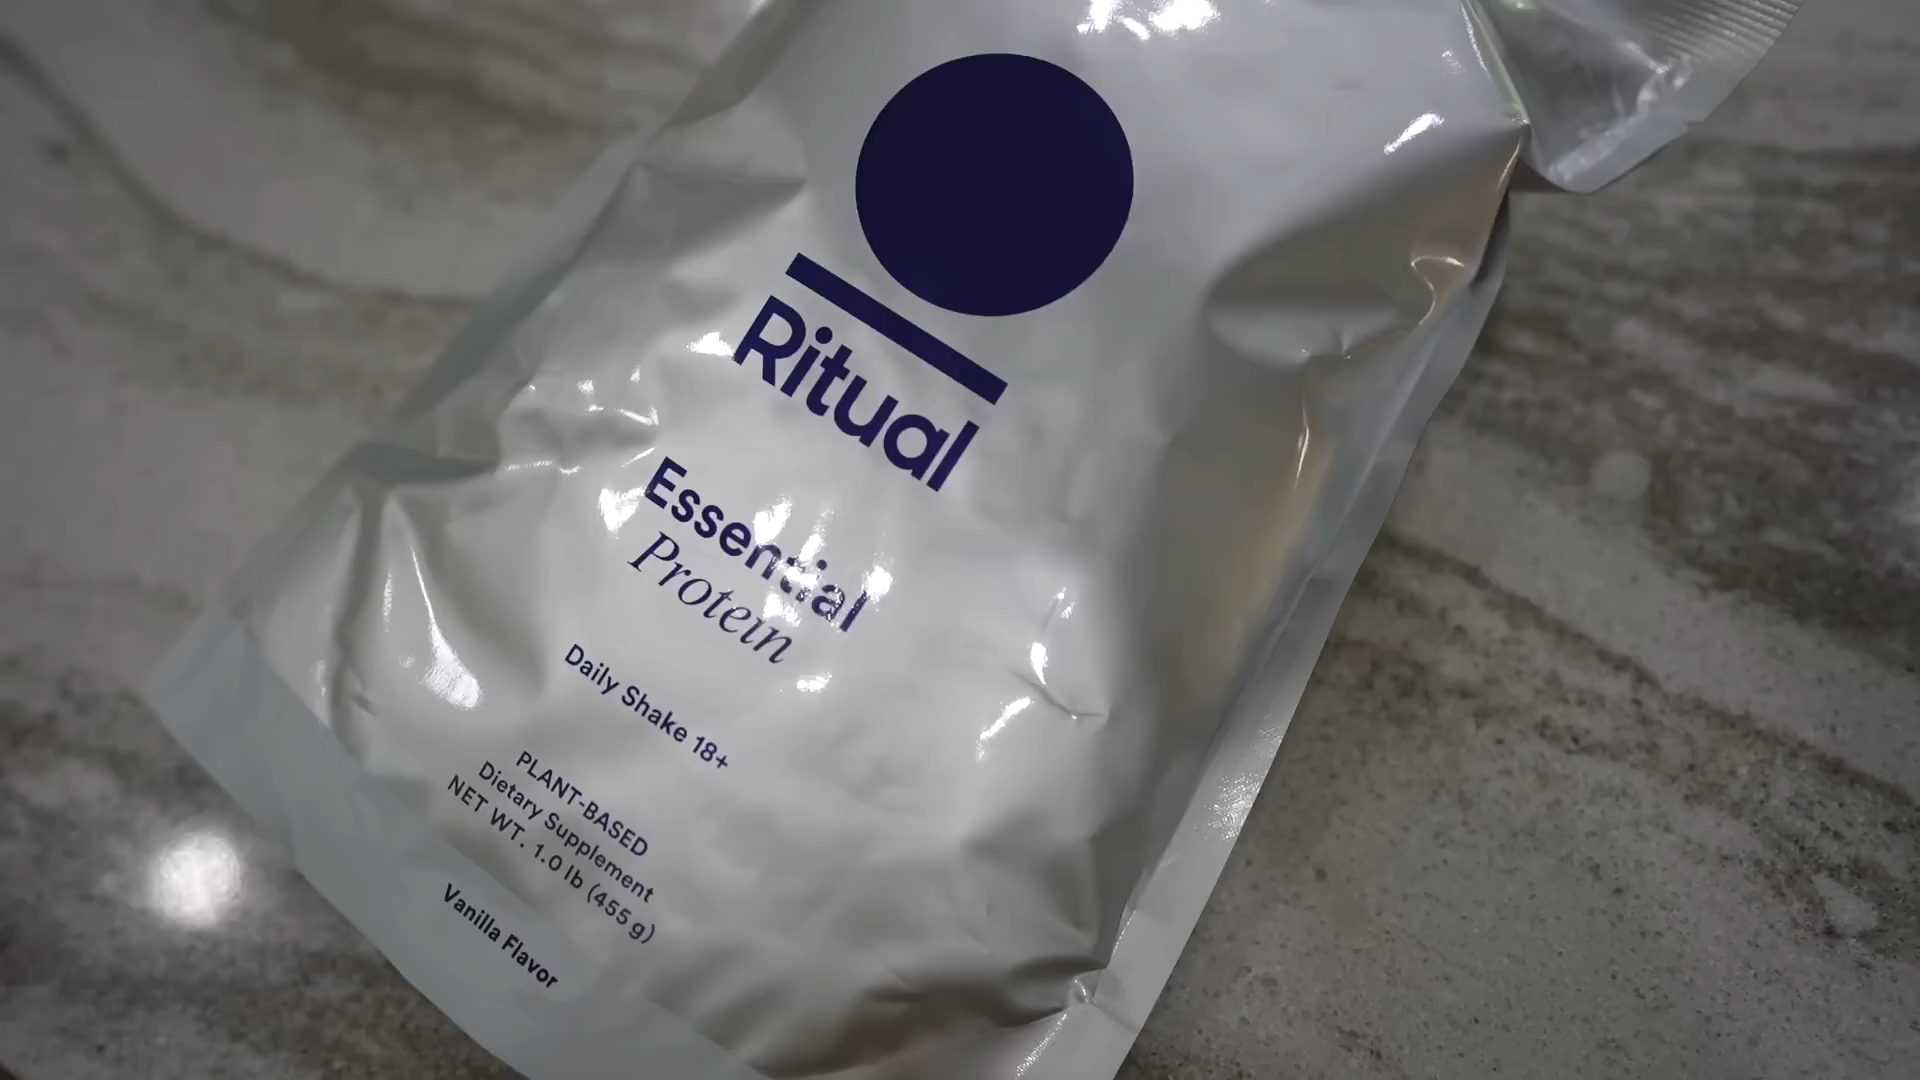 Ritual
Essential
Protein
Daily Shake 18+
PLANT-BASED
Dietary Supplement
NET WT. 1.0 lb (455 g)
Vanilla Flavor